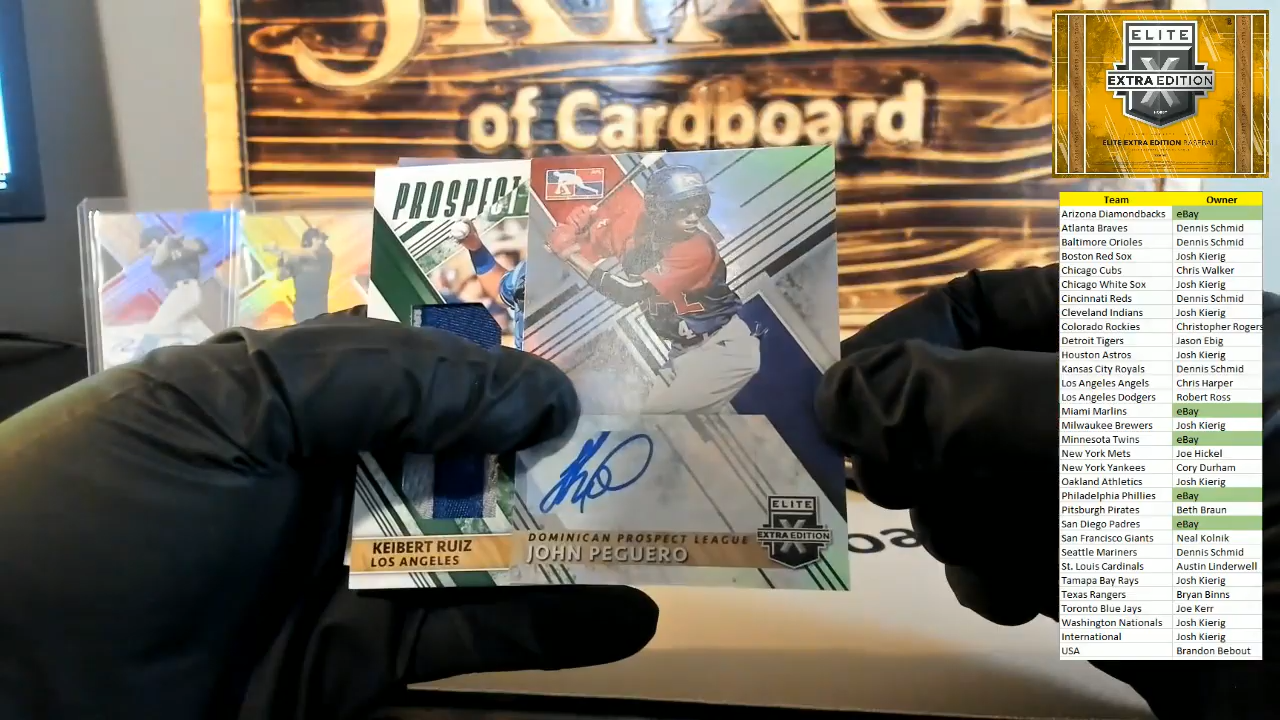 of Cardboard
PROSPECT
KEIBERT RUIZ
LOS ANGELES
DOMINICAN PROSPECT LEAGUE
JOHN PEGUERO
ELITE
X
EXTRA EDITION
ELITE
X
EXTRA EDITION
ELITE EXTRA EDITION BASEBALL
Team Owner
Arizona Diamondbacks eBay
Atlanta Braves Dennis Schmid
Baltimore Orioles Dennis Schmid
Boston Red Sox Josh Kierig
Chicago Cubs Chris Walker
Chicago White Sox Josh Kierig
Cincinnati Reds Dennis Schmid
Cleveland Indians Josh Kierig
Colorado Rockies Christopher Rogers
Detroit Tigers Jason Ebig
Houston Astros Josh Kierig
Kansas City Royals Dennis Schmid
Los Angeles Angels Chris Harper
Los Angeles Dodgers Robert Ross
Miami Marlins eBay
Milwaukee Brewers Josh Kierig
Minnesota Twins eBay
New York Mets Joe Hickel
New York Yankees Cory Durham
Oakland Athletics Josh Kierig
Philadelphia Phillies eBay
Pitsburgh Pirates Beth Braun
San Diego Padres eBay
San Francisco Giants Neal Kolnik
Seattle Mariners Dennis Schmid
St. Louis Cardinals Austin Linderwell
Tamapa Bay Rays Josh Kierig
Texas Rangers Bryan Binns
Toronto Blue Jays Joe Kerr
Washington Nationals Josh Kierig
International Josh Kierig
USA Brandon Bebout